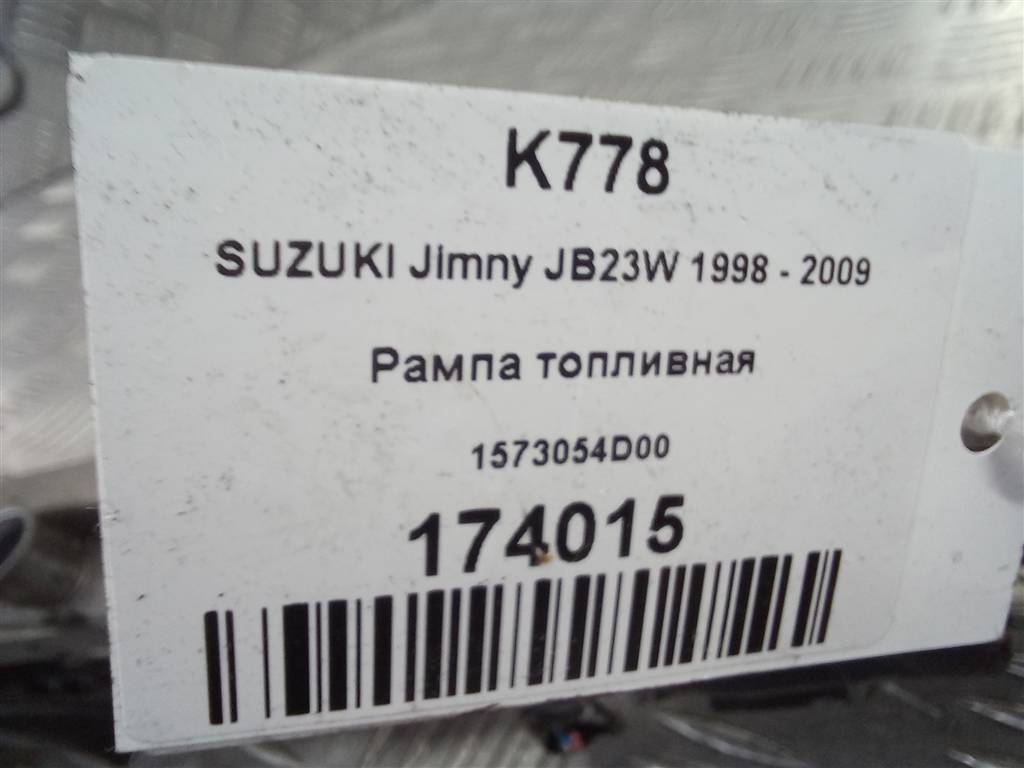 K778
SUZUKI Jimny JB23W 1998 - 2009
Рампа топливная
1573054D00
174015